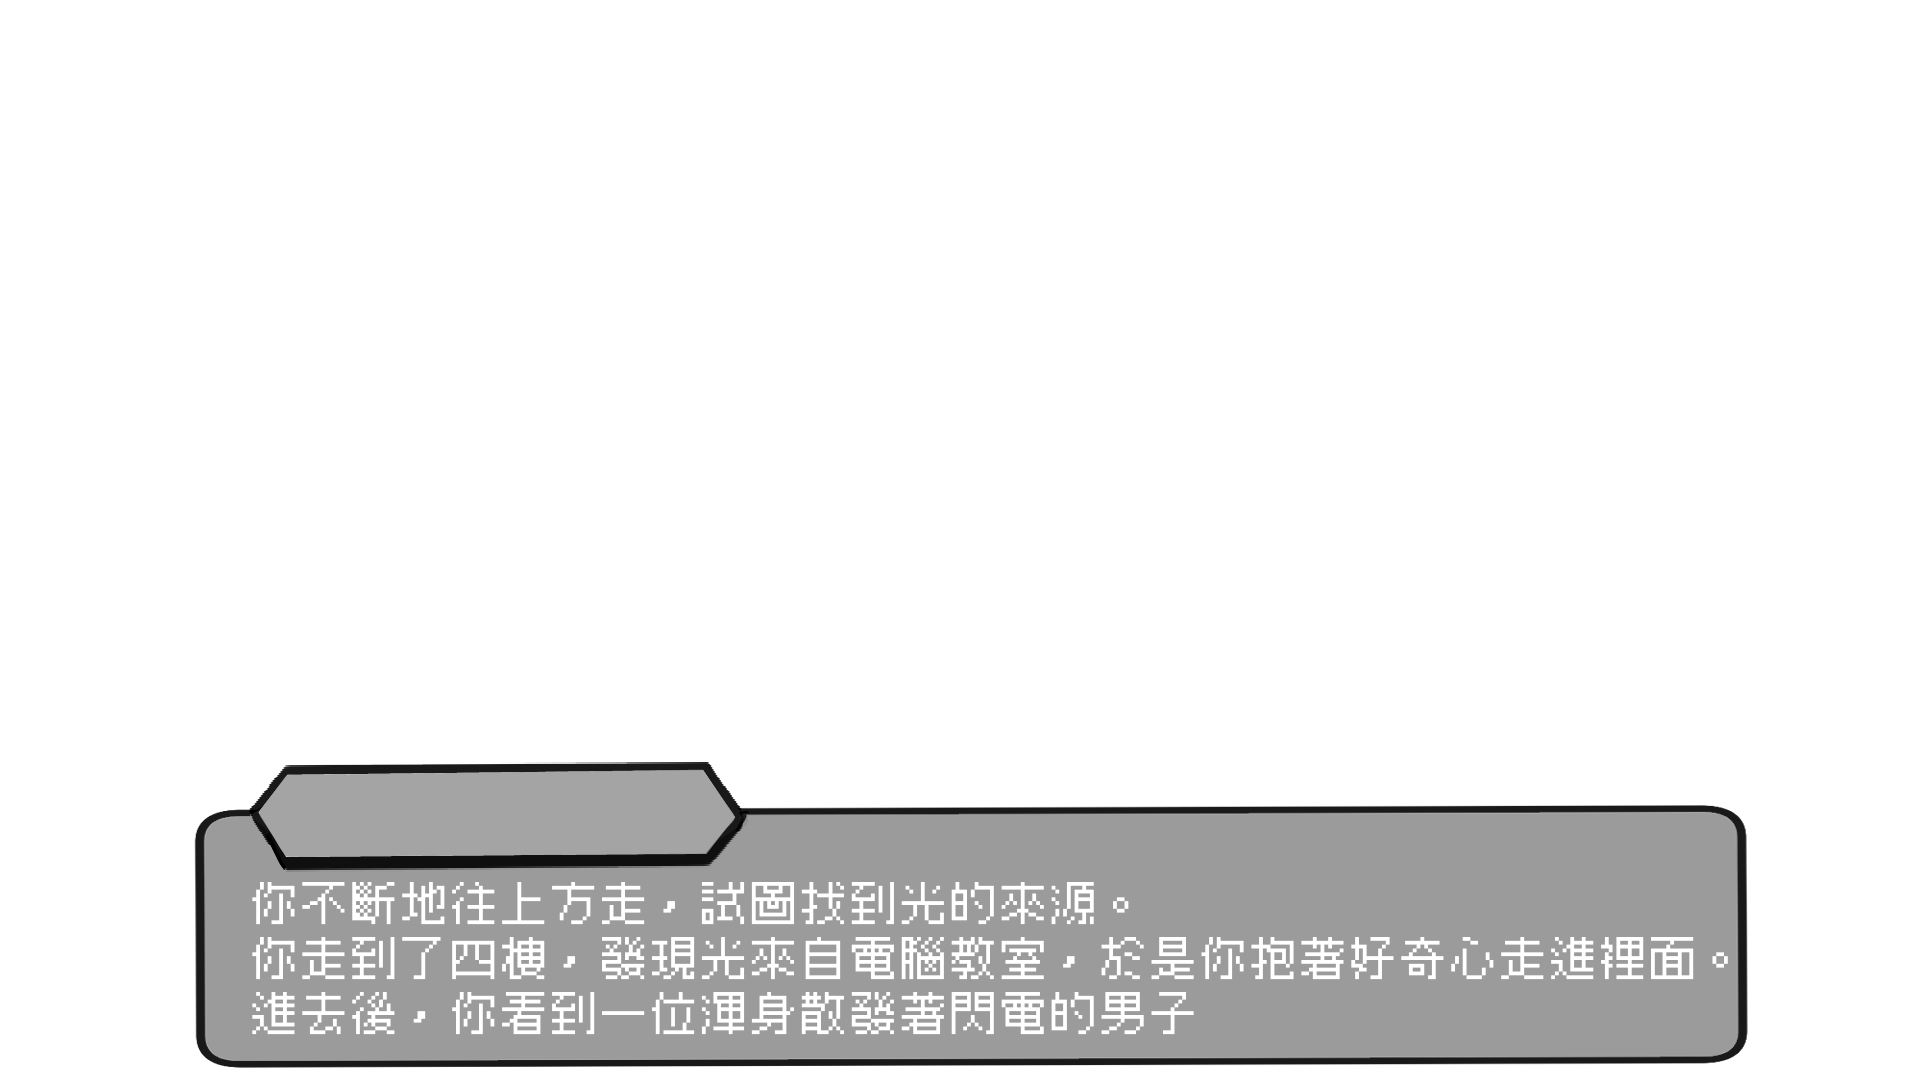 你不斷地往上方走，試圖找到光的來源。
你走到了四樓，發現光來自電腦教室，於是你抱著好奇心走進裡面。
進去後，你看到一位渾身散發著閃電的男子